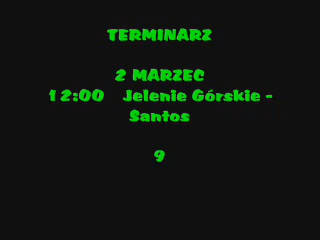 TERMINARZ
2 MARZEC
12:00 Jelenie Górskie -
Santos
9